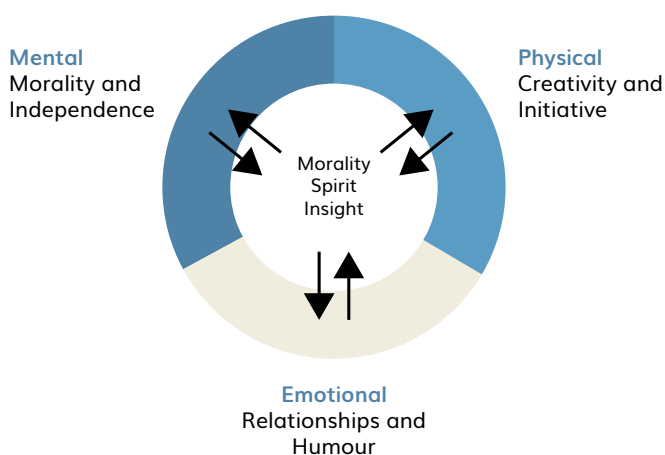 Mental
Morality and
Independence
Physical
Creativity and
Initiative
Morality
Spirit
Insight
Emotional
Relationships and
Humour